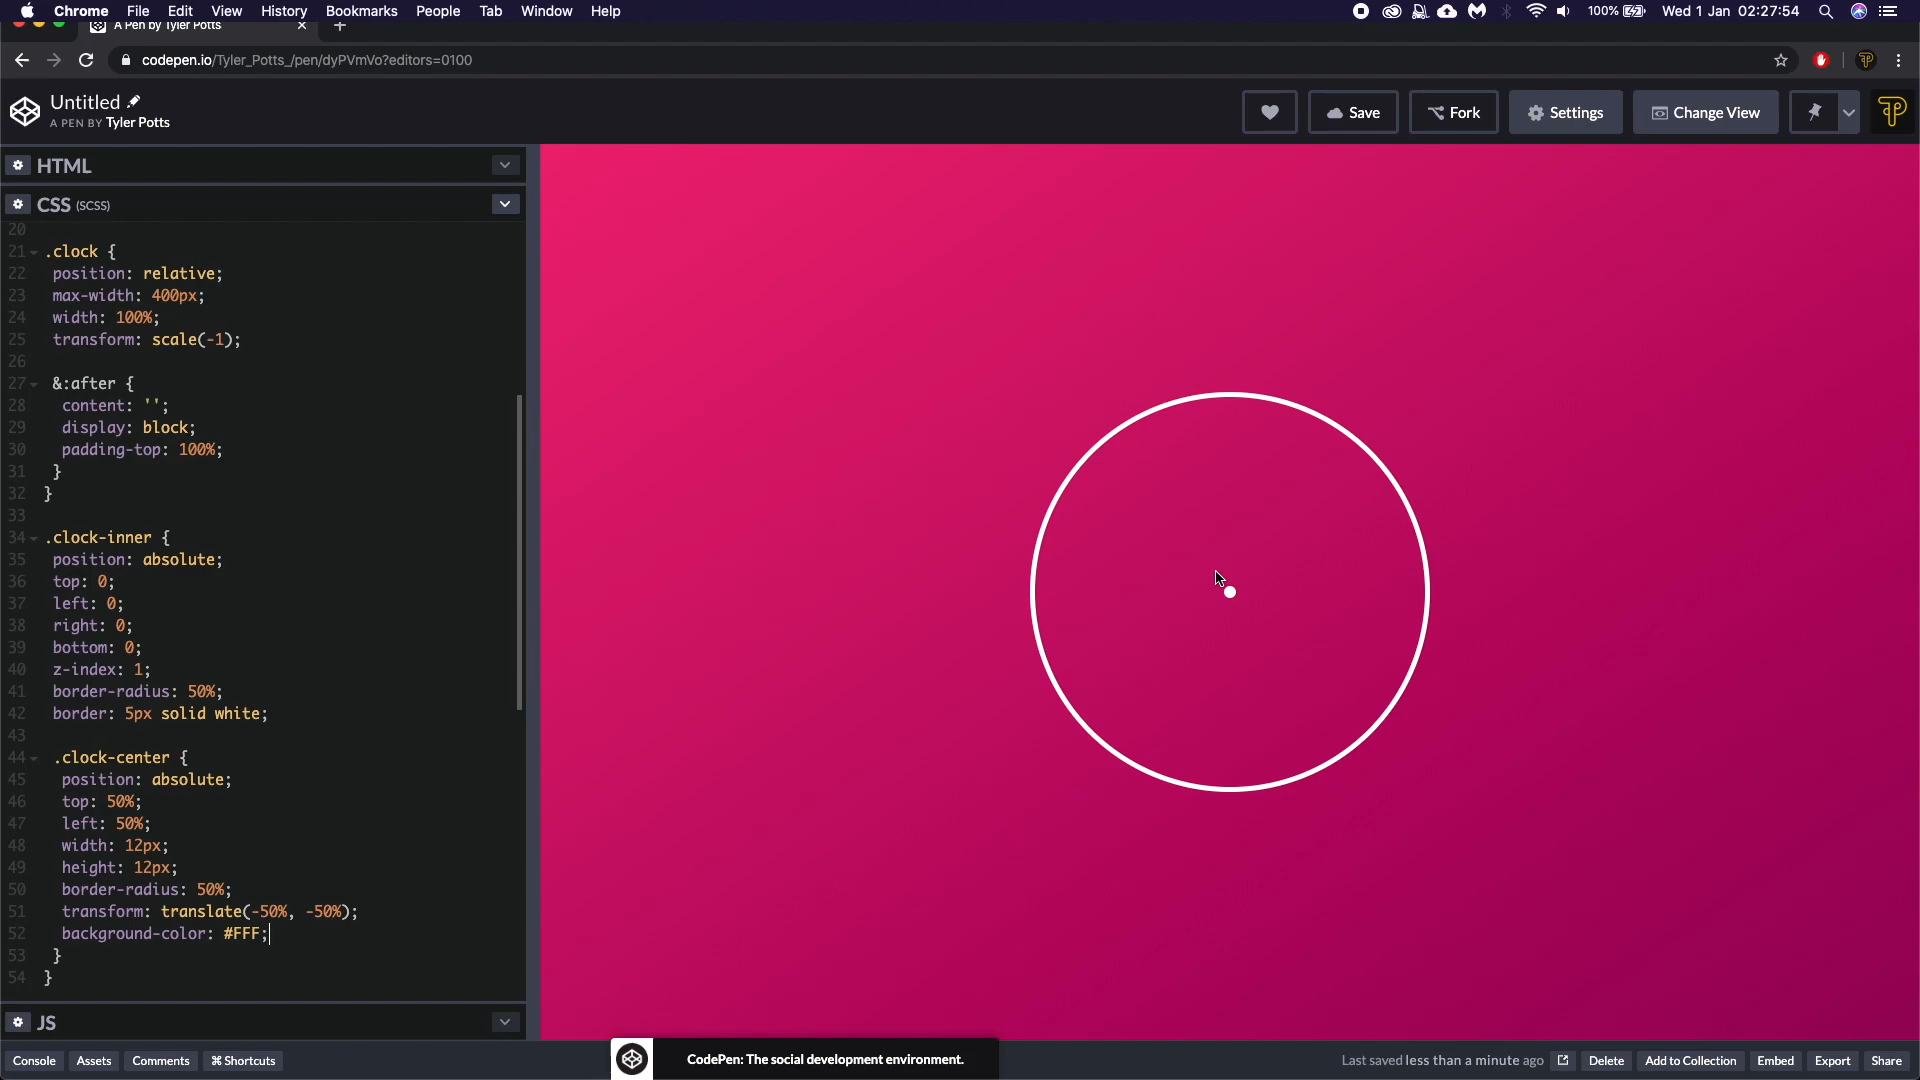 Chrome File Edit View History Bookmarks People Tab Window Help 100% Wed 1 Jan 02:27:54
A Pen by Tyler Potts
codepen.io/Tyler_Potts_/pen/dyPVmVo?editors=0100
Untitled
A PEN BY Tyler Potts
Save Fork Settings Change View
HTML
CSS (SCSS)
20
21 .clock {
22 position: relative;
23 max-width: 400px;
24 width: 100%;
25 transform: scale(-1);
26
27 &:after {
28 content: '';
29 display: block;
30 padding-top: 100%;
31 }
32 }
33
34 .clock-inner {
35 position: absolute;
36 top: 0;
37 left: 0;
38 right: 0;
39 bottom: 0;
40 z-index: 1;
41 border-radius: 50%;
42 border: 5px solid white;
43
44 .clock-center {
45 position: absolute;
46 top: 50%;
47 left: 50%;
48 width: 12px;
49 height: 12px;
50 border-radius: 50%;
51 transform: translate(-50%, -50%);
52 background-color: #FFF;
53 }
54 }
JS
Console Assets Comments ⌘ Shortcuts
CodePen: The social development environment.
Last saved less than a minute ago Delete Add to Collection Embed Export Share